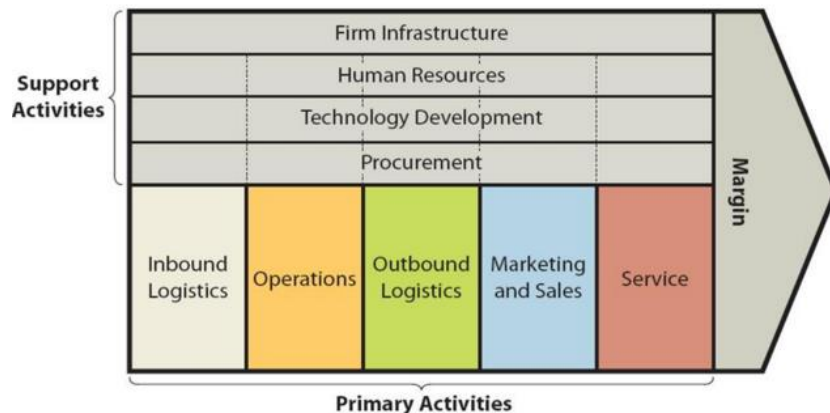 Firm Infrastructure
Human Resources
Support
Activities
Technology Development
Procurement
Margin
Inbound
Logistics
Operations
Outbound
Logistics
Marketing
and Sales
Service
Primary Activities